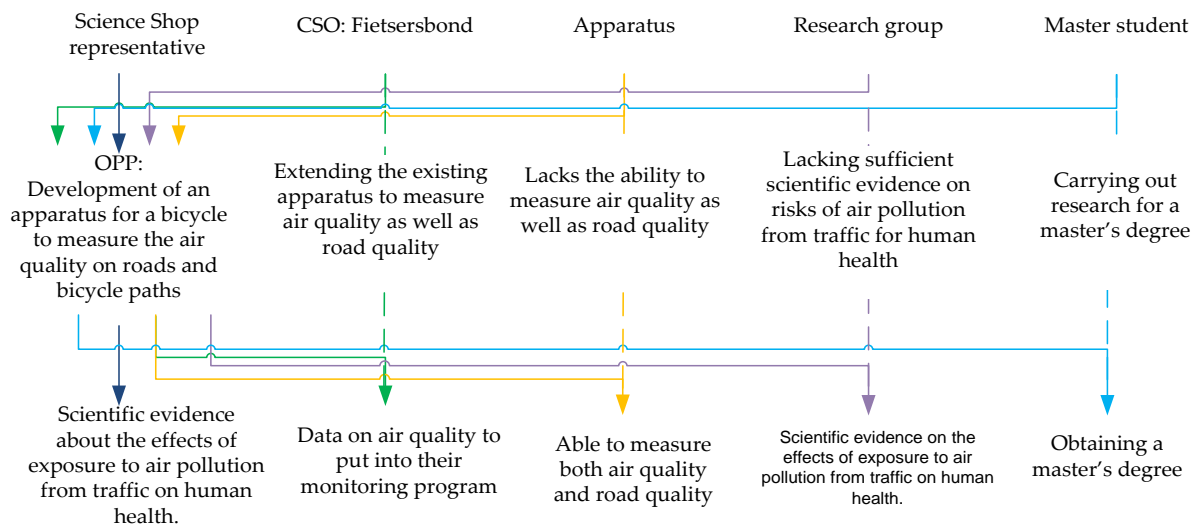 Science Shop
representative
CSO: Fietsersbond
Apparatus
Research group
Master student
OPP:
Development of an
apparatus for a bicycle
to measure the air
quality on roads and
bicycle paths
Extending the existing
apparatus to measure
air quality as well as
road quality
Lacks the ability to
measure air quality as
well as road quality
Lacking sufficient
scientific evidence on
risks of air pollution
from traffic for human
health
Carrying out
research for a
master’s degree
Scientific evidence
about the effects of
exposure to air pollution
from traffic on human
health.
Data on air quality to
put into their
monitoring program
Able to measure
both air quality
and road quality
Scientific evidence on the
effects of exposure to air
pollution from traffic on human
health.
Obtaining a
master’s degree